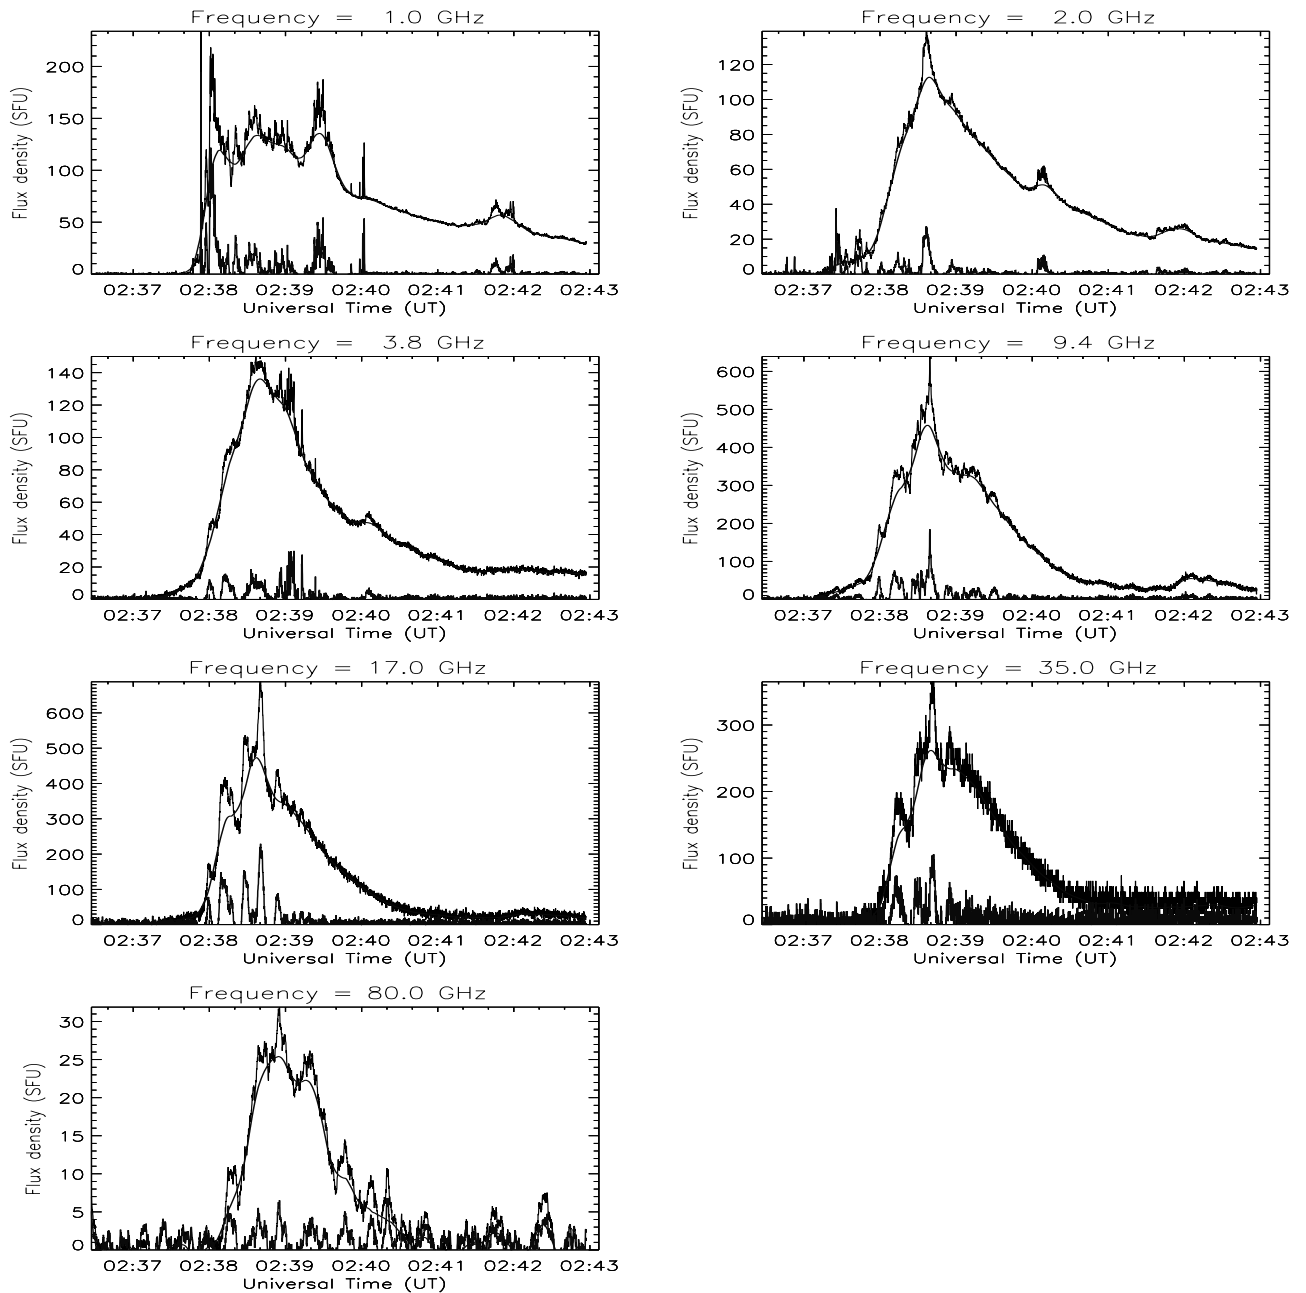 Frequency = 1.0 GHz
Flux density (SFU)
200
150
100
50
0
02:37 02:38 02:39 02:40 02:41 02:42 02:43
Universal Time (UT)
Frequency = 2.0 GHz
Flux density (SFU)
120
100
80
60
40
20
0
02:37 02:38 02:39 02:40 02:41 02:42 02:43
Universal Time (UT)
Frequency = 3.8 GHz
Flux density (SFU)
140
120
100
80
60
40
20
0
02:37 02:38 02:39 02:40 02:41 02:42 02:43
Universal Time (UT)
Frequency = 9.4 GHz
Flux density (SFU)
600
500
400
300
200
100
0
02:37 02:38 02:39 02:40 02:41 02:42 02:43
Universal Time (UT)
Frequency = 17.0 GHz
Flux density (SFU)
600
500
400
300
200
100
0
02:37 02:38 02:39 02:40 02:41 02:42 02:43
Universal Time (UT)
Frequency = 35.0 GHz
Flux density (SFU)
300
200
100
0
02:37 02:38 02:39 02:40 02:41 02:42 02:43
Universal Time (UT)
Frequency = 80.0 GHz
Flux density (SFU)
30
25
20
15
10
5
0
02:37 02:38 02:39 02:40 02:41 02:42 02:43
Universal Time (UT)